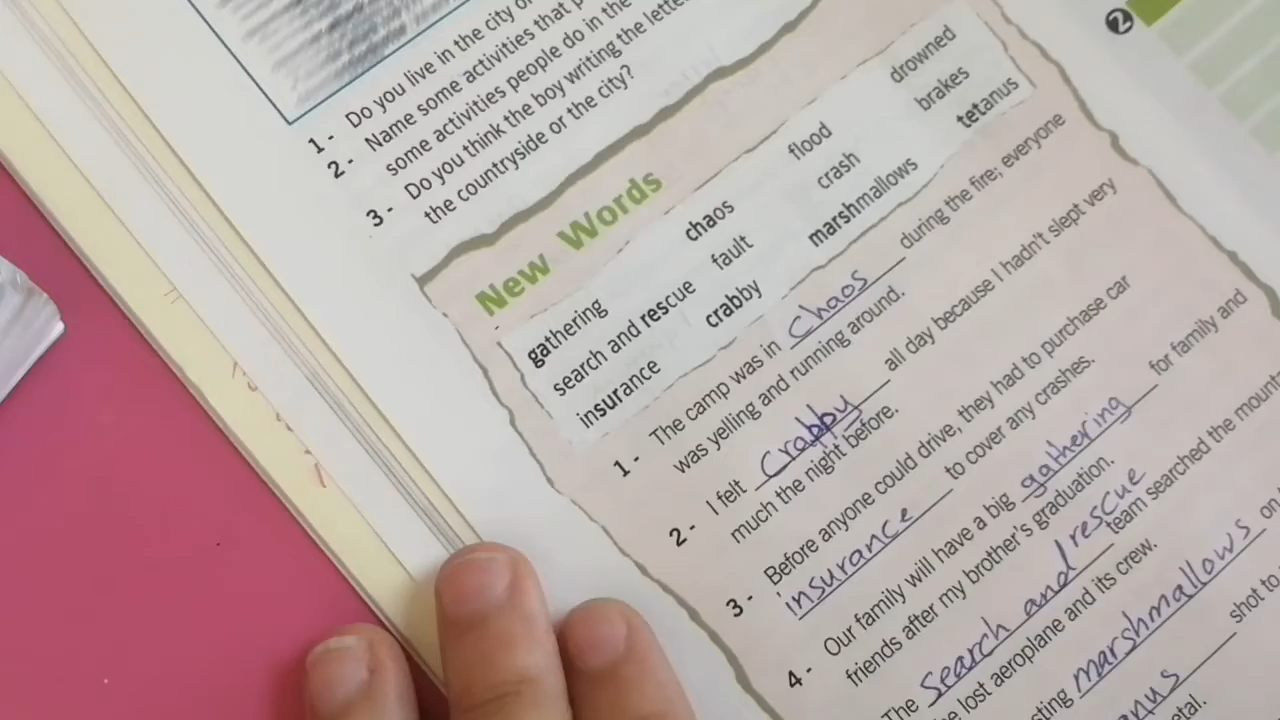 1- Do you live in the city or
2- Name some activities that p
some activities people do in the
3- Do you think the boy writing the lette
the countryside or the city?
2
New Words
gathering chaos flood drowned
search and rescue fault crash brakes
insurance crabby marshmallows tetanus
1- The camp was in chaos during the fire; everyone
was yelling and running around.
2- I felt crabby all day because I hadn't slept very
much the night before.
3- Before anyone could drive, they had to purchase car
insurance to cover any crashes.
4- Our family will have a big gathering for family and
friends after my brother's graduation.
The search and rescue team searched the mount
lost aeroplane and its crew.
sting marshmallows on
shot to